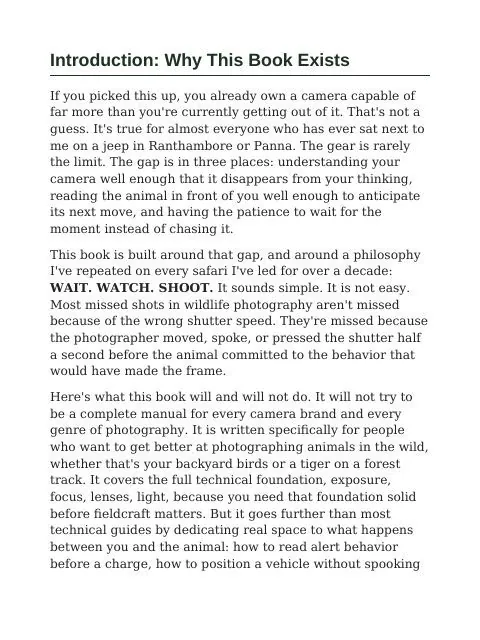 Introduction: Why This Book Exists
If you picked this up, you already own a camera capable of
far more than you're currently getting out of it. That's not a
guess. It's true for almost everyone who has ever sat next to
me on a jeep in Ranthambore or Panna. The gear is rarely
the limit. The gap is in three places: understanding your
camera well enough that it disappears from your thinking,
reading the animal in front of you well enough to anticipate
its next move, and having the patience to wait for the
moment instead of chasing it.
This book is built around that gap, and around a philosophy
I've repeated on every safari I've led for over a decade:
WAIT. WATCH. SHOOT. It sounds simple. It is not easy.
Most missed shots in wildlife photography aren't missed
because of the wrong shutter speed. They're missed because
the photographer moved, spoke, or pressed the shutter half
a second before the animal committed to the behavior that
would have made the frame.
Here's what this book will and will not do. It will not try to
be a complete manual for every camera brand and every
genre of photography. It is written specifically for people
who want to get better at photographing animals in the wild,
whether that's your backyard birds or a tiger on a forest
track. It covers the full technical foundation, exposure,
focus, lenses, light, because you need that foundation solid
before fieldcraft matters. But it goes further than most
technical guides by dedicating real space to what happens
between you and the animal: how to read alert behavior
before a charge, how to position a vehicle without spooking